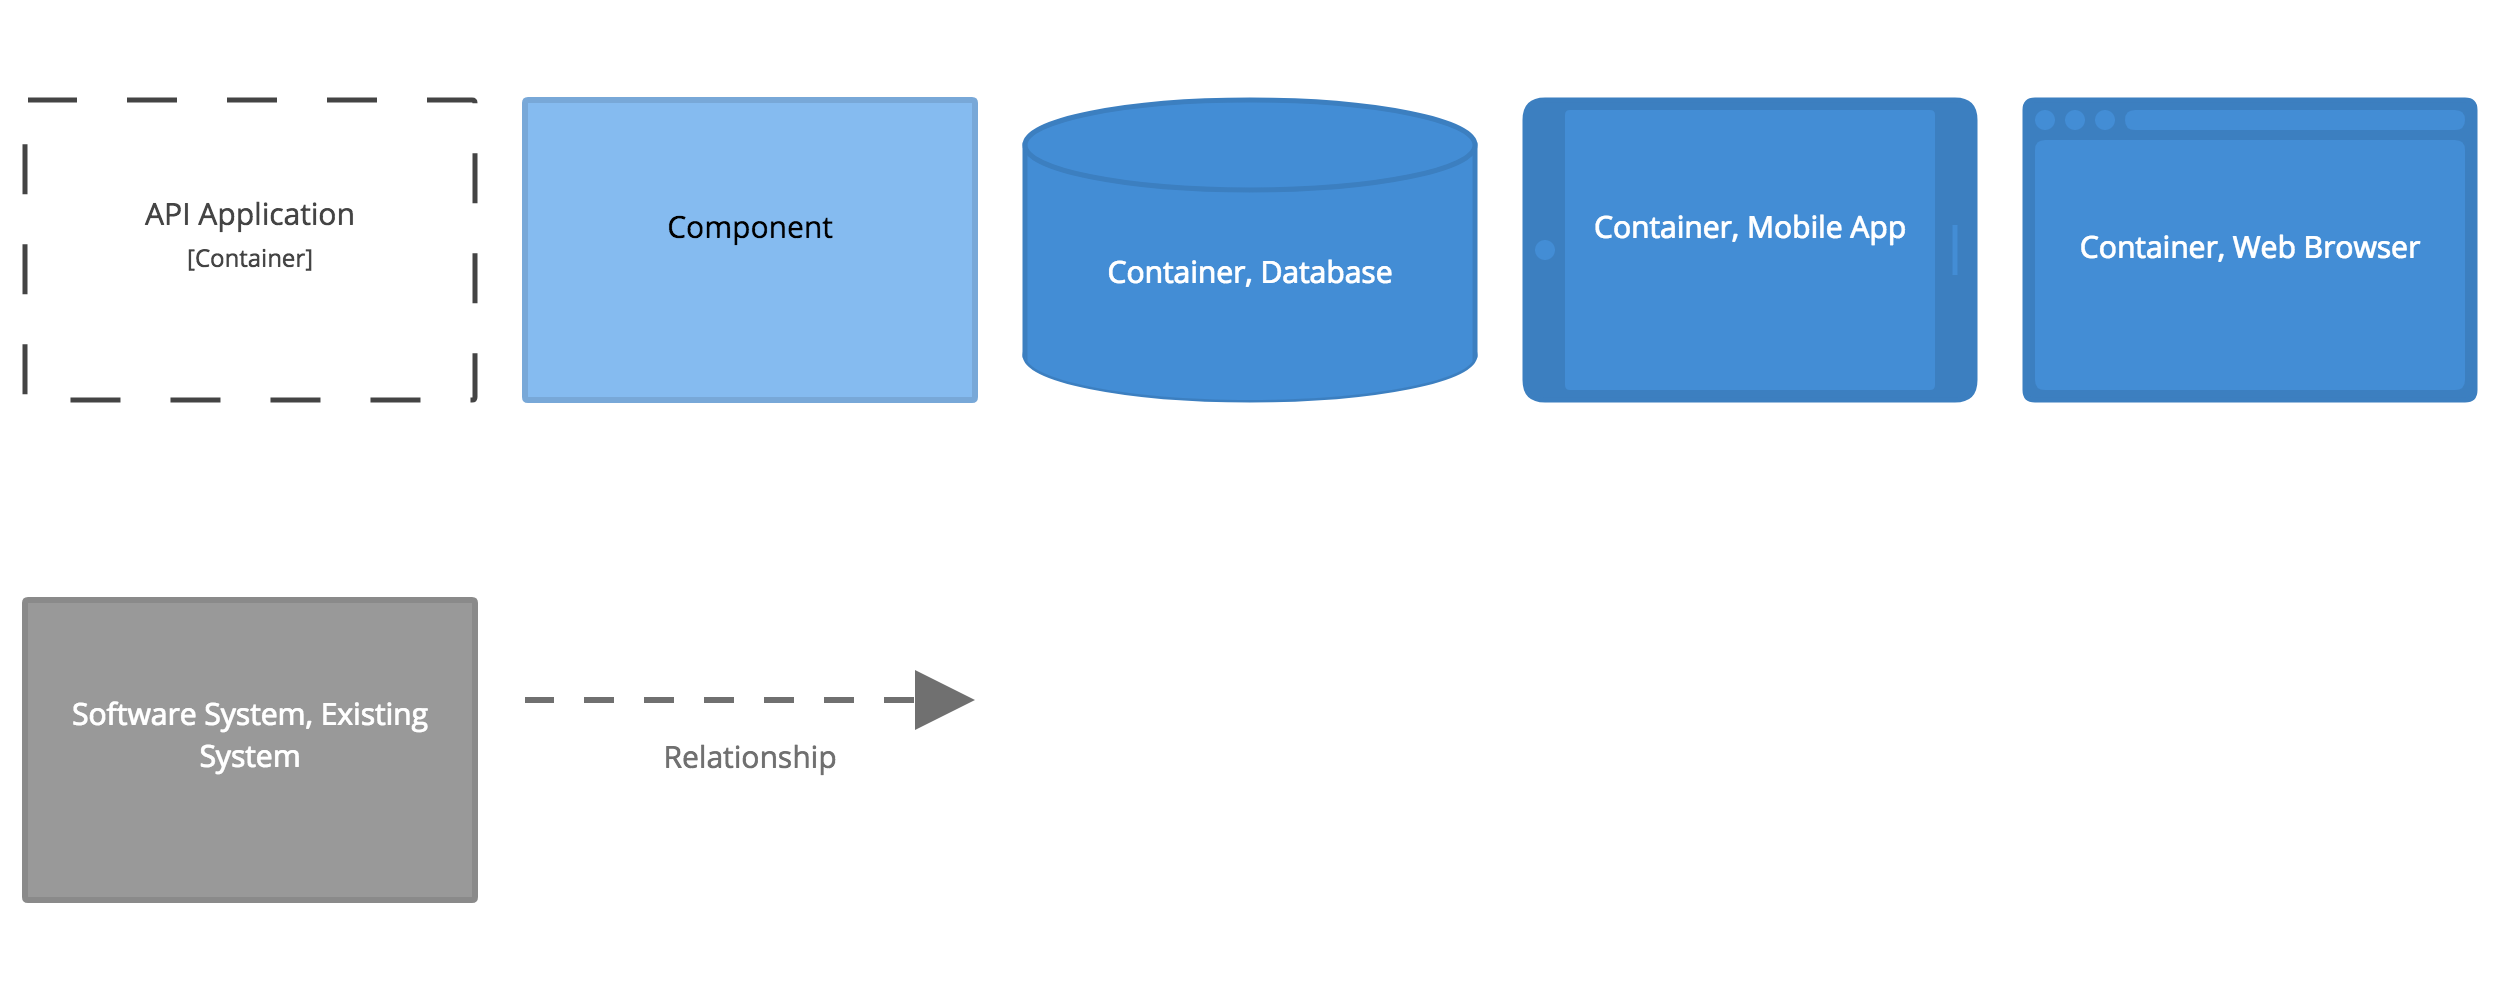 API Application
[Container]
Component
Container, Database
Container, Mobile App
Container, Web Browser
Software System, Existing
System
Relationship